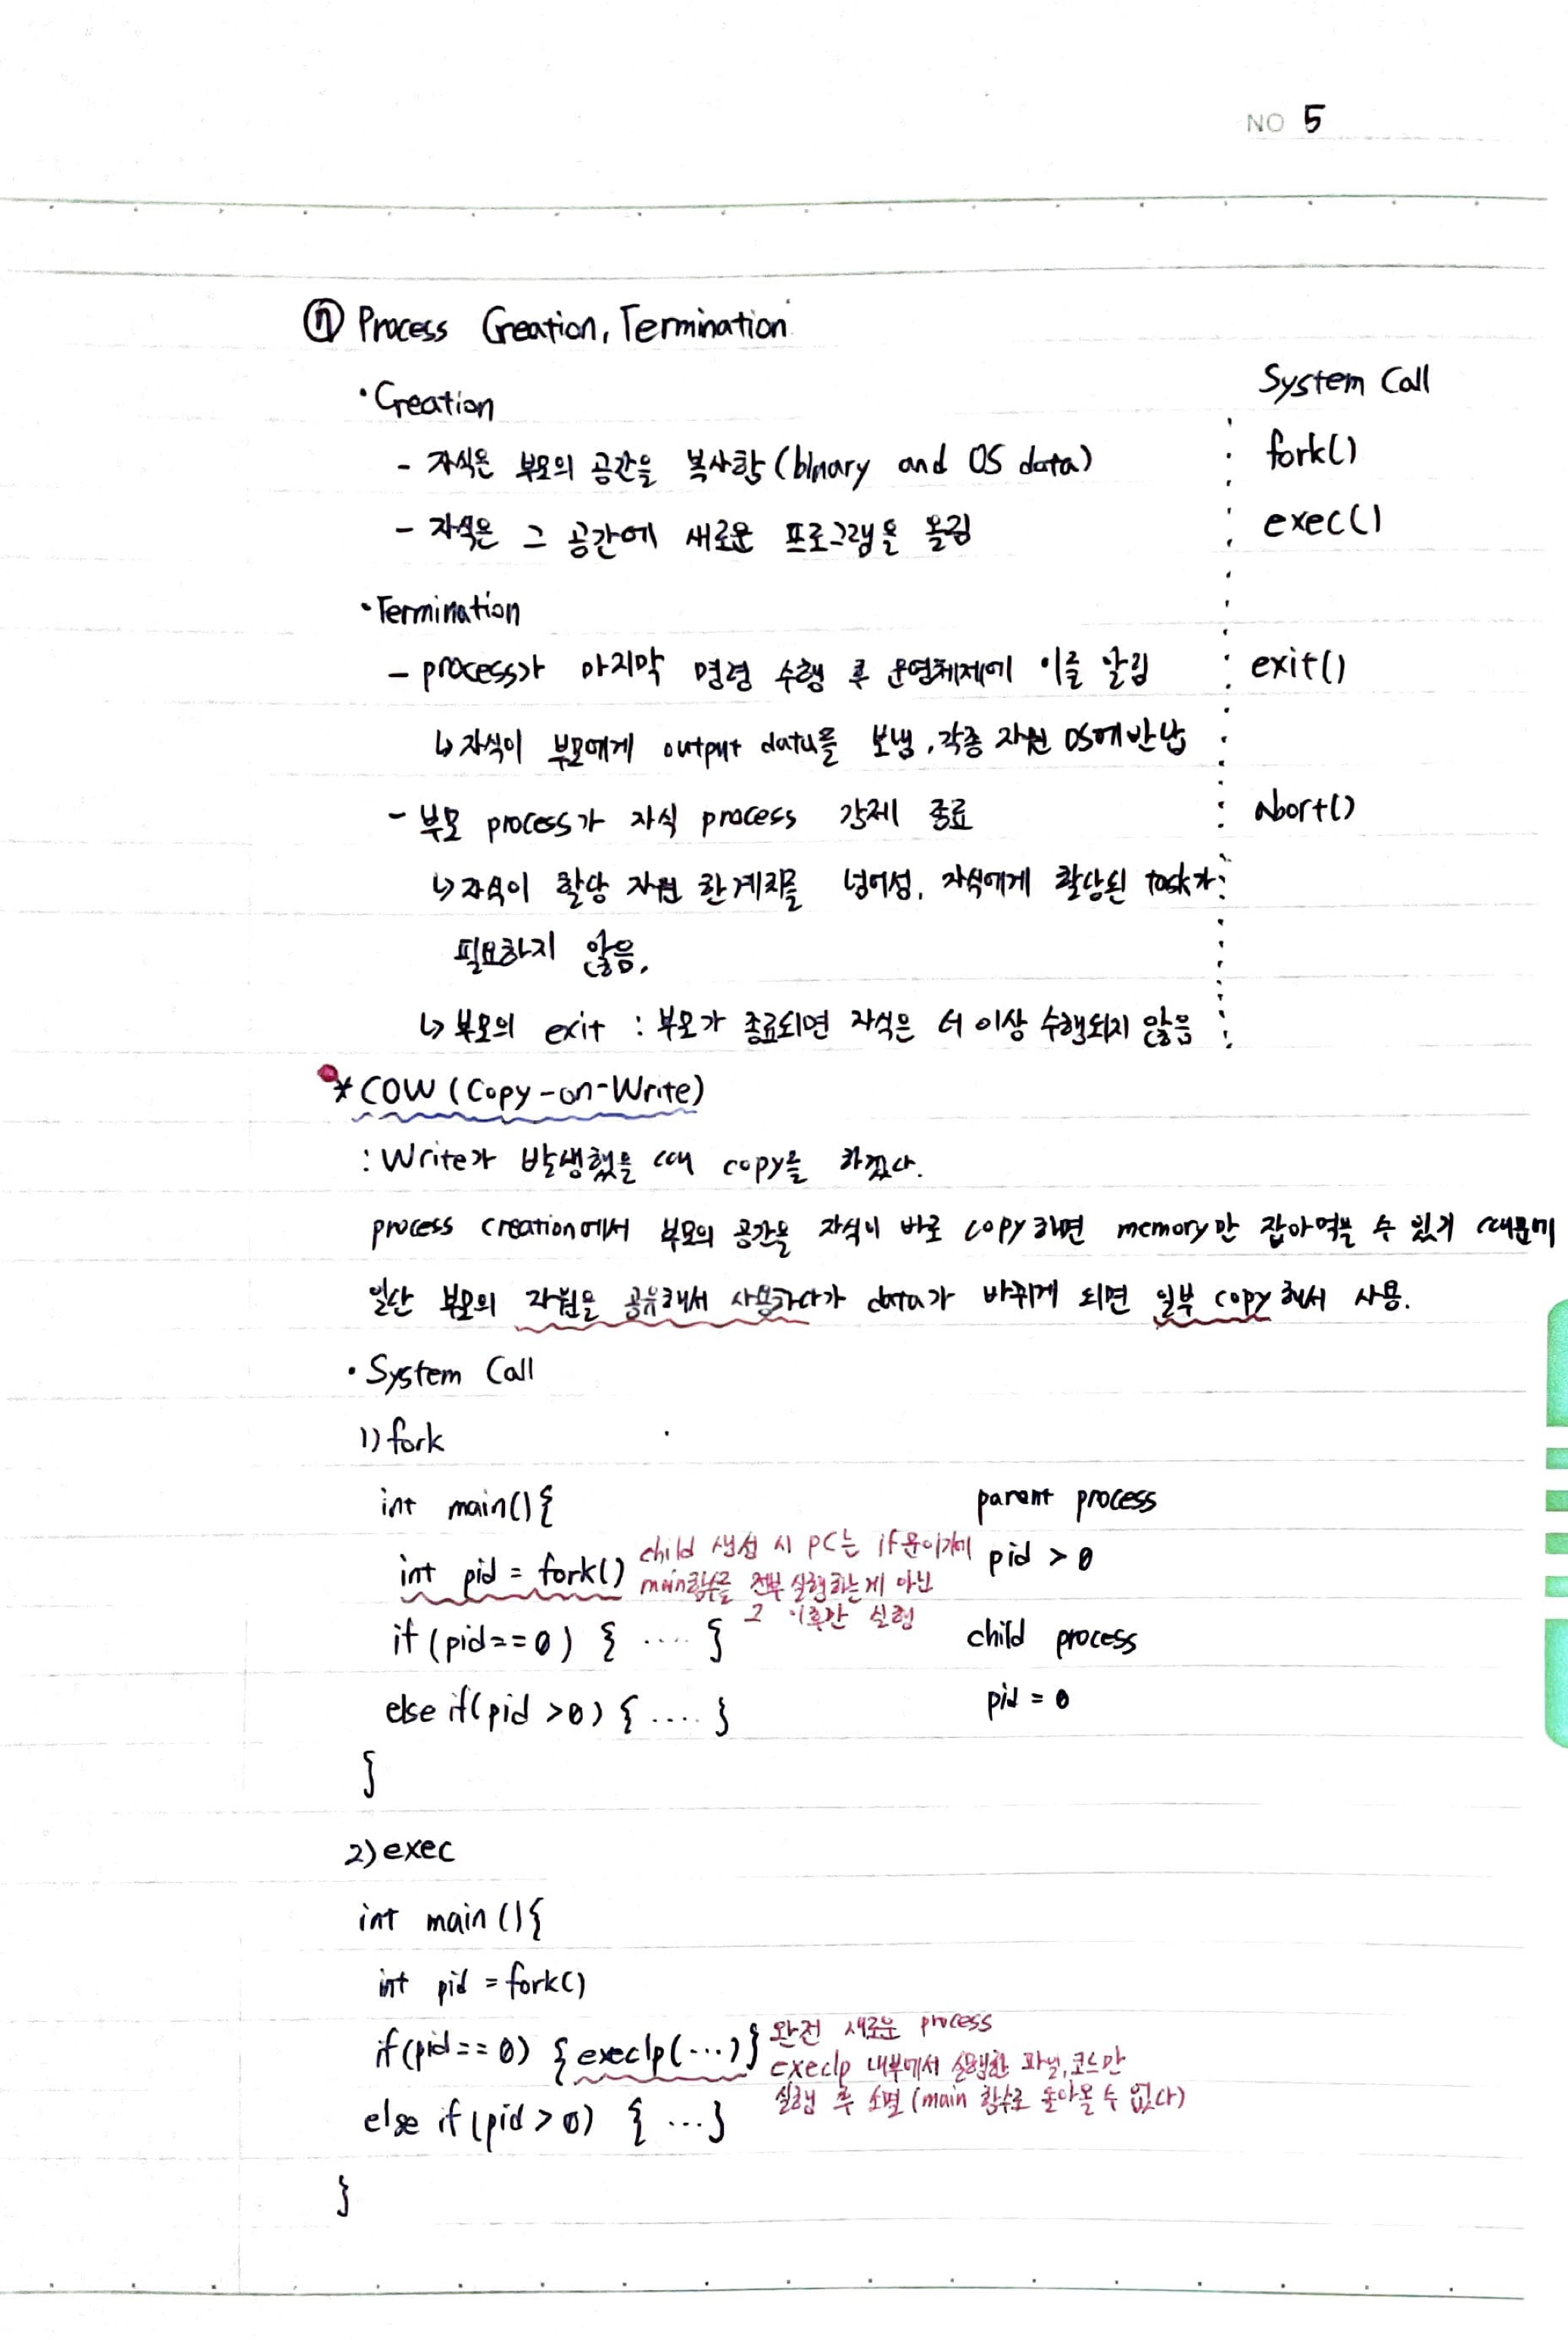 NO 5
⑪ Process Creation, Termination
• Creation
System Call
- 자식은 부모의 공간을 복사함 (binary and OS data)
fork()
- 자식은 그 공간에 새로운 프로그램을 올림
exec()
• Termination
- process가 마지막 명령 수행 후 운영체제에 이를 알림
exit()
↳ 자식이 부모에게 output data를 보냄, 각종 자원 OS에 반납
- 부모 process가 자식 process 강제 종료
abort()
↳ 자식이 할당 자원 한계치를 넘어섬, 자식에게 할당된 task가
필요하지 않음.
↳ 부모의 exit : 부모가 종료되면 자식은 더 이상 수행되지 않음
* COW (Copy-on-Write)
: Write가 발생했을 때 copy를 하겠다.
process creation에서 부모의 공간을 자식이 바로 copy하면 memory만 잡아먹을 수 있기 때문에
일단 부모의 자원을 공유해서 사용하다가 data가 바뀌게 되면 일부 copy해서 사용.
• System Call
1) fork
int main(){
parent process
int pid = fork()
child 생성 시 PC는 if문이기에
main함수를 전부 실행하는게 아닌
그 이후만 실행
pid > 0
if (pid==0) { .... }
child process
else if(pid >0) { .... }
pid = 0
}
2) exec
int main(){
int pid = fork()
if(pid == 0) { execlp(...)}
완전 새로운 process
execlp 내부에서 실행한 파일, 코드만
실행 후 소멸 (main 함수로 돌아올 수 없다)
else if (pid > 0) { ...}
}